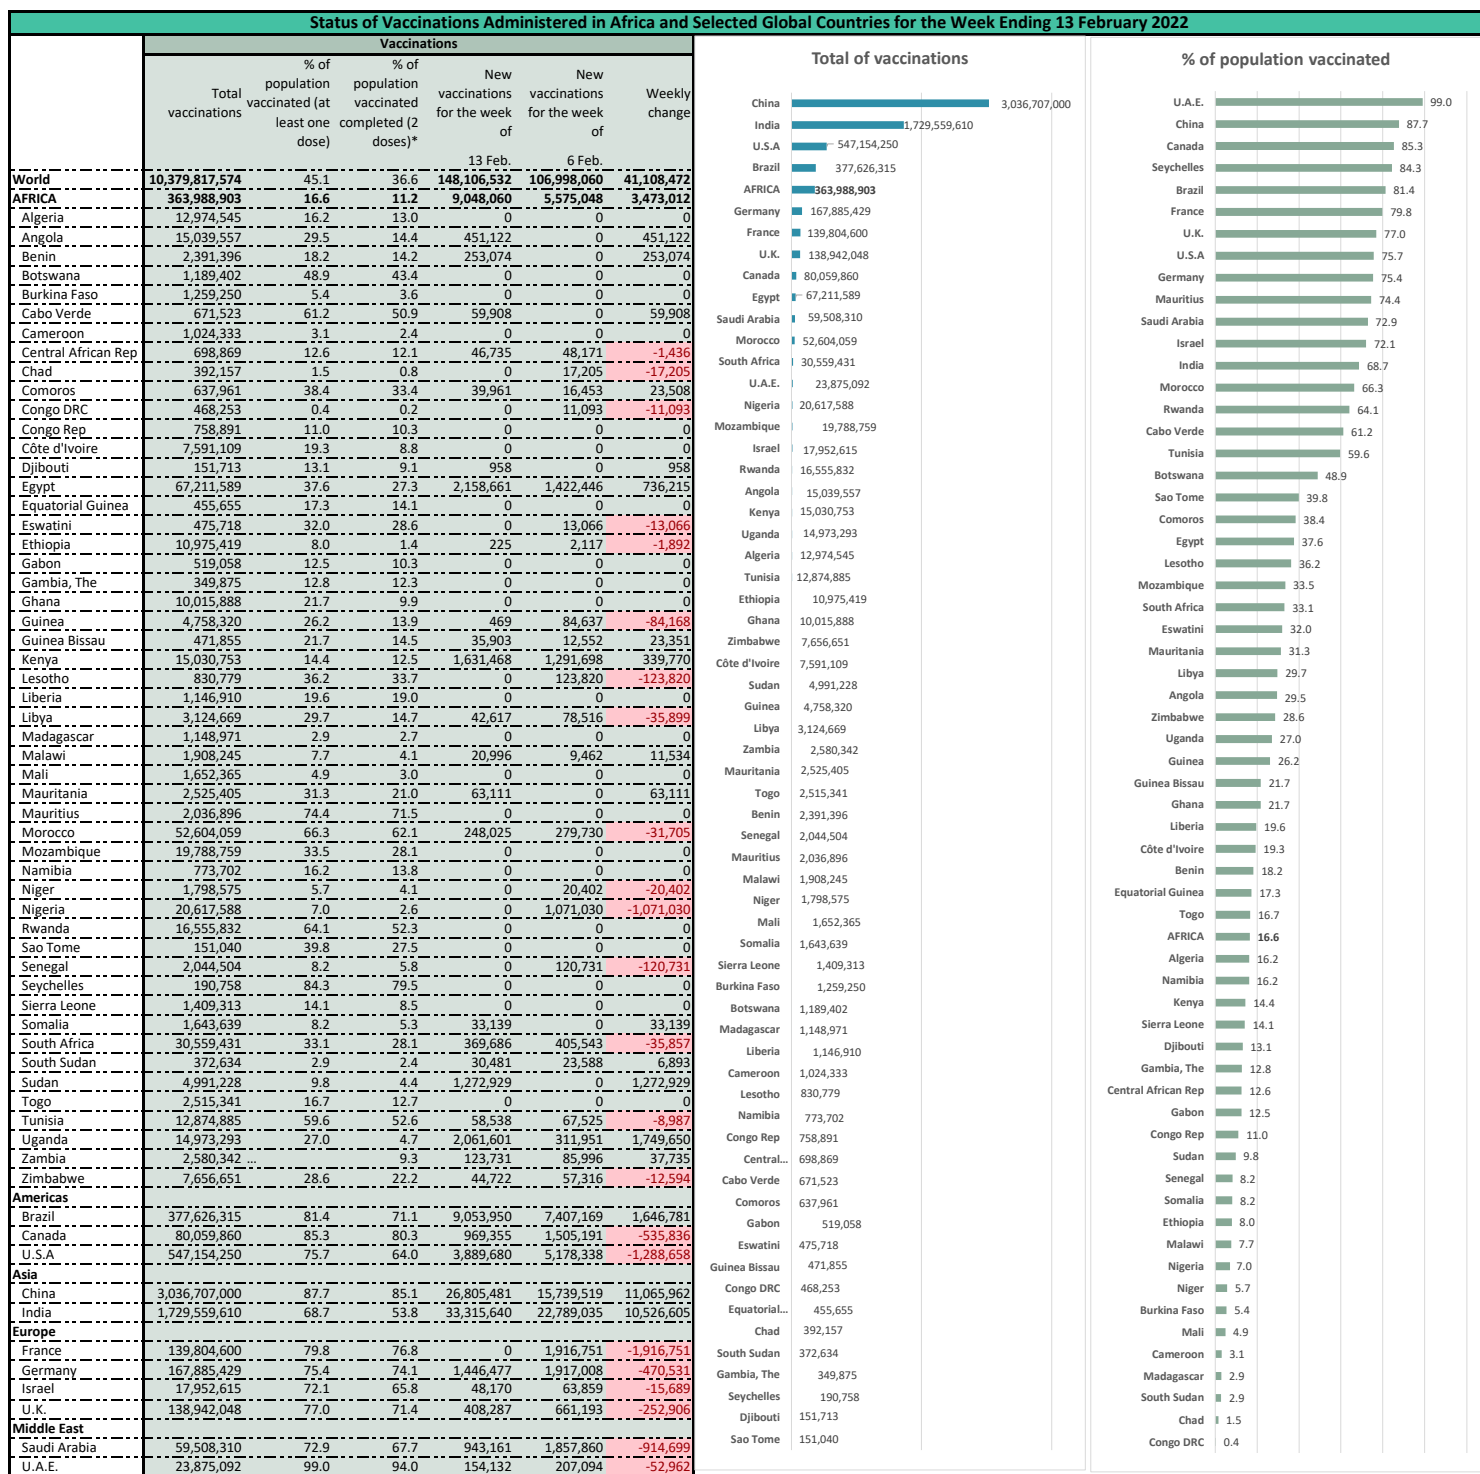 Status of Vaccinations Administered in Africa and Selected Global Countries for the Week Ending 13 February 2022
Vaccinations
Total vaccinations
% of population vaccinated (at least one dose)
% of population vaccinated completed (2 doses)*
New vaccinations for the week of
13 Feb.
New vaccinations for the week of
6 Feb.
Weekly change
World 10,379,817,574 45.1 36.6 148,106,532 106,998,060 41,108,472
AFRICA 363,988,903 16.6 11.2 9,048,060 5,575,048 3,473,012
Algeria 12,974,545 16.2 13.0 0 0 0
Angola 15,039,557 29.5 14.4 451,122 0 451,122
Benin 2,391,396 18.2 14.2 253,074 0 253,074
Botswana 1,189,402 48.9 43.4 0 0 0
Burkina Faso 1,259,250 5.4 3.6 0 0 0
Cabo Verde 671,523 61.2 50.9 59,908 0 59,908
Cameroon 1,024,333 3.1 2.4 0 0 0
Central African Rep 698,869 12.6 12.1 46,735 48,171 -1,436
Chad 392,157 1.5 0.8 0 17,205 -17,205
Comoros 637,961 38.4 33.4 39,961 16,453 23,508
Congo DRC 468,253 0.4 0.2 0 11,093 -11,093
Congo Rep 758,891 11.0 10.3 0 0 0
Côte d'Ivoire 7,591,109 19.3 8.8 0 0 0
Djibouti 151,713 13.1 9.1 958 0 958
Egypt 67,211,589 37.6 27.3 2,158,661 1,422,446 736,215
Equatorial Guinea 455,655 17.3 14.1 0 0 0
Eswatini 475,718 32.0 28.6 0 13,066 -13,066
Ethiopia 10,975,419 8.0 1.4 225 2,117 -1,892
Gabon 519,058 12.5 10.3 0 0 0
Gambia, The 349,875 12.8 12.3 0 0 0
Ghana 10,015,888 21.7 9.9 0 0 0
Guinea 4,758,320 26.2 13.9 469 84,637 -84,168
Guinea Bissau 471,855 21.7 14.5 35,903 12,552 23,351
Kenya 15,030,753 14.4 12.5 1,631,468 1,291,698 339,770
Lesotho 830,779 36.2 33.7 0 123,820 -123,820
Liberia 1,146,910 19.6 19.0 0 0 0
Libya 3,124,669 29.7 14.7 42,617 78,516 -35,899
Madagascar 1,148,971 2.9 2.7 0 0 0
Malawi 1,908,245 7.7 4.1 20,996 9,462 11,534
Mali 1,652,365 4.9 3.0 0 0 0
Mauritania 2,525,405 31.3 21.0 63,111 0 63,111
Mauritius 2,036,896 74.4 71.5 0 0 0
Morocco 52,604,059 66.3 62.1 248,025 279,730 -31,705
Mozambique 19,788,759 33.5 28.1 0 0 0
Namibia 773,702 16.2 13.8 0 0 0
Niger 1,798,575 5.7 4.1 0 20,402 -20,402
Nigeria 20,617,588 7.0 2.6 0 1,071,030 -1,071,030
Rwanda 16,555,832 64.1 52.3 0 0 0
Sao Tome 151,040 39.8 27.5 0 0 0
Senegal 2,044,504 8.2 5.8 0 120,731 -120,731
Seychelles 190,758 84.3 79.5 0 0 0
Sierra Leone 1,409,313 14.1 8.5 0 0 0
Somalia 1,643,639 8.2 5.3 33,139 0 33,139
South Africa 30,559,431 33.1 28.1 369,686 405,543 -35,857
South Sudan 372,634 2.9 2.4 30,481 23,588 6,893
Sudan 4,991,228 9.8 4.4 1,272,929 0 1,272,929
Togo 2,515,341 16.7 12.7 0 0 0
Tunisia 12,874,885 59.6 52.6 58,538 67,525 -8,987
Uganda 14,973,293 27.0 4.7 2,061,601 311,951 1,749,650
Zambia 2,580,342 ... 9.3 123,731 85,996 37,735
Zimbabwe 7,656,651 28.6 22.2 44,722 57,316 -12,594
Americas
Brazil 377,626,315 81.4 71.1 9,053,950 7,407,169 1,646,781
Canada 80,059,860 85.3 80.3 969,355 1,505,191 -535,836
U.S.A 547,154,250 75.7 64.0 3,889,680 5,178,338 -1,288,658
Asia
China 3,036,707,000 87.7 85.1 26,805,481 15,739,519 11,065,962
India 1,729,559,610 68.7 53.8 33,315,640 22,789,035 10,526,605
Europe
France 139,804,600 79.8 76.8 0 1,916,751 -1,916,751
Germany 167,885,429 75.4 74.1 1,446,477 1,917,008 -470,531
Israel 17,952,615 72.1 65.8 48,170 63,859 -15,689
U.K. 138,942,048 77.0 71.4 408,287 661,193 -252,906
Middle East
Saudi Arabia 59,508,310 72.9 67.7 943,161 1,857,860 -914,699
U.A.E. 23,875,092 99.0 94.0 154,132 207,094 -52,962
Total of vaccinations
China 3,036,707,000
India 1,729,559,610
U.S.A 547,154,250
Brazil 377,626,315
AFRICA 363,988,903
Germany 167,885,429
France 139,804,600
U.K. 138,942,048
Canada 80,059,860
Egypt 67,211,589
Saudi Arabia 59,508,310
Morocco 52,604,059
South Africa 30,559,431
U.A.E. 23,875,092
Nigeria 20,617,588
Mozambique 19,788,759
Israel 17,952,615
Rwanda 16,555,832
Angola 15,039,557
Kenya 15,030,753
Uganda 14,973,293
Algeria 12,974,545
Tunisia 12,874,885
Ethiopia 10,975,419
Ghana 10,015,888
Zimbabwe 7,656,651
Côte d'Ivoire 7,591,109
Sudan 4,991,228
Guinea 4,758,320
Libya 3,124,669
Zambia 2,580,342
Mauritania 2,525,405
Togo 2,515,341
Benin 2,391,396
Senegal 2,044,504
Mauritius 2,036,896
Malawi 1,908,245
Niger 1,798,575
Mali 1,652,365
Somalia 1,643,639
Sierra Leone 1,409,313
Burkina Faso 1,259,250
Botswana 1,189,402
Madagascar 1,148,971
Liberia 1,146,910
Cameroon 1,024,333
Lesotho 830,779
Namibia 773,702
Congo Rep 758,891
Central... 698,869
Cabo Verde 671,523
Comoros 637,961
Gabon 519,058
Eswatini 475,718
Guinea Bissau 471,855
Congo DRC 468,253
Equatorial... 455,655
Chad 392,157
South Sudan 372,634
Gambia, The 349,875
Seychelles 190,758
Djibouti 151,713
Sao Tome 151,040
% of population vaccinated
U.A.E. 99.0
China 87.7
Canada 85.3
Seychelles 84.3
Brazil 81.4
France 79.8
U.K. 77.0
U.S.A 75.7
Germany 75.4
Mauritius 74.4
Saudi Arabia 72.9
Israel 72.1
India 68.7
Morocco 66.3
Rwanda 64.1
Cabo Verde 61.2
Tunisia 59.6
Botswana 48.9
Sao Tome 39.8
Comoros 38.4
Egypt 37.6
Lesotho 36.2
Mozambique 33.5
South Africa 33.1
Eswatini 32.0
Mauritania 31.3
Libya 29.7
Angola 29.5
Zimbabwe 28.6
Uganda 27.0
Guinea 26.2
Guinea Bissau 21.7
Ghana 21.7
Liberia 19.6
Côte d'Ivoire 19.3
Benin 18.2
Equatorial Guinea 17.3
Togo 16.7
AFRICA 16.6
Algeria 16.2
Namibia 16.2
Kenya 14.4
Sierra Leone 14.1
Djibouti 13.1
Gambia, The 12.8
Central African Rep 12.6
Gabon 12.5
Congo Rep 11.0
Sudan 9.8
Senegal 8.2
Somalia 8.2
Ethiopia 8.0
Malawi 7.7
Nigeria 7.0
Niger 5.7
Burkina Faso 5.4
Mali 4.9
Cameroon 3.1
Madagascar 2.9
South Sudan 2.9
Chad 1.5
Congo DRC 0.4